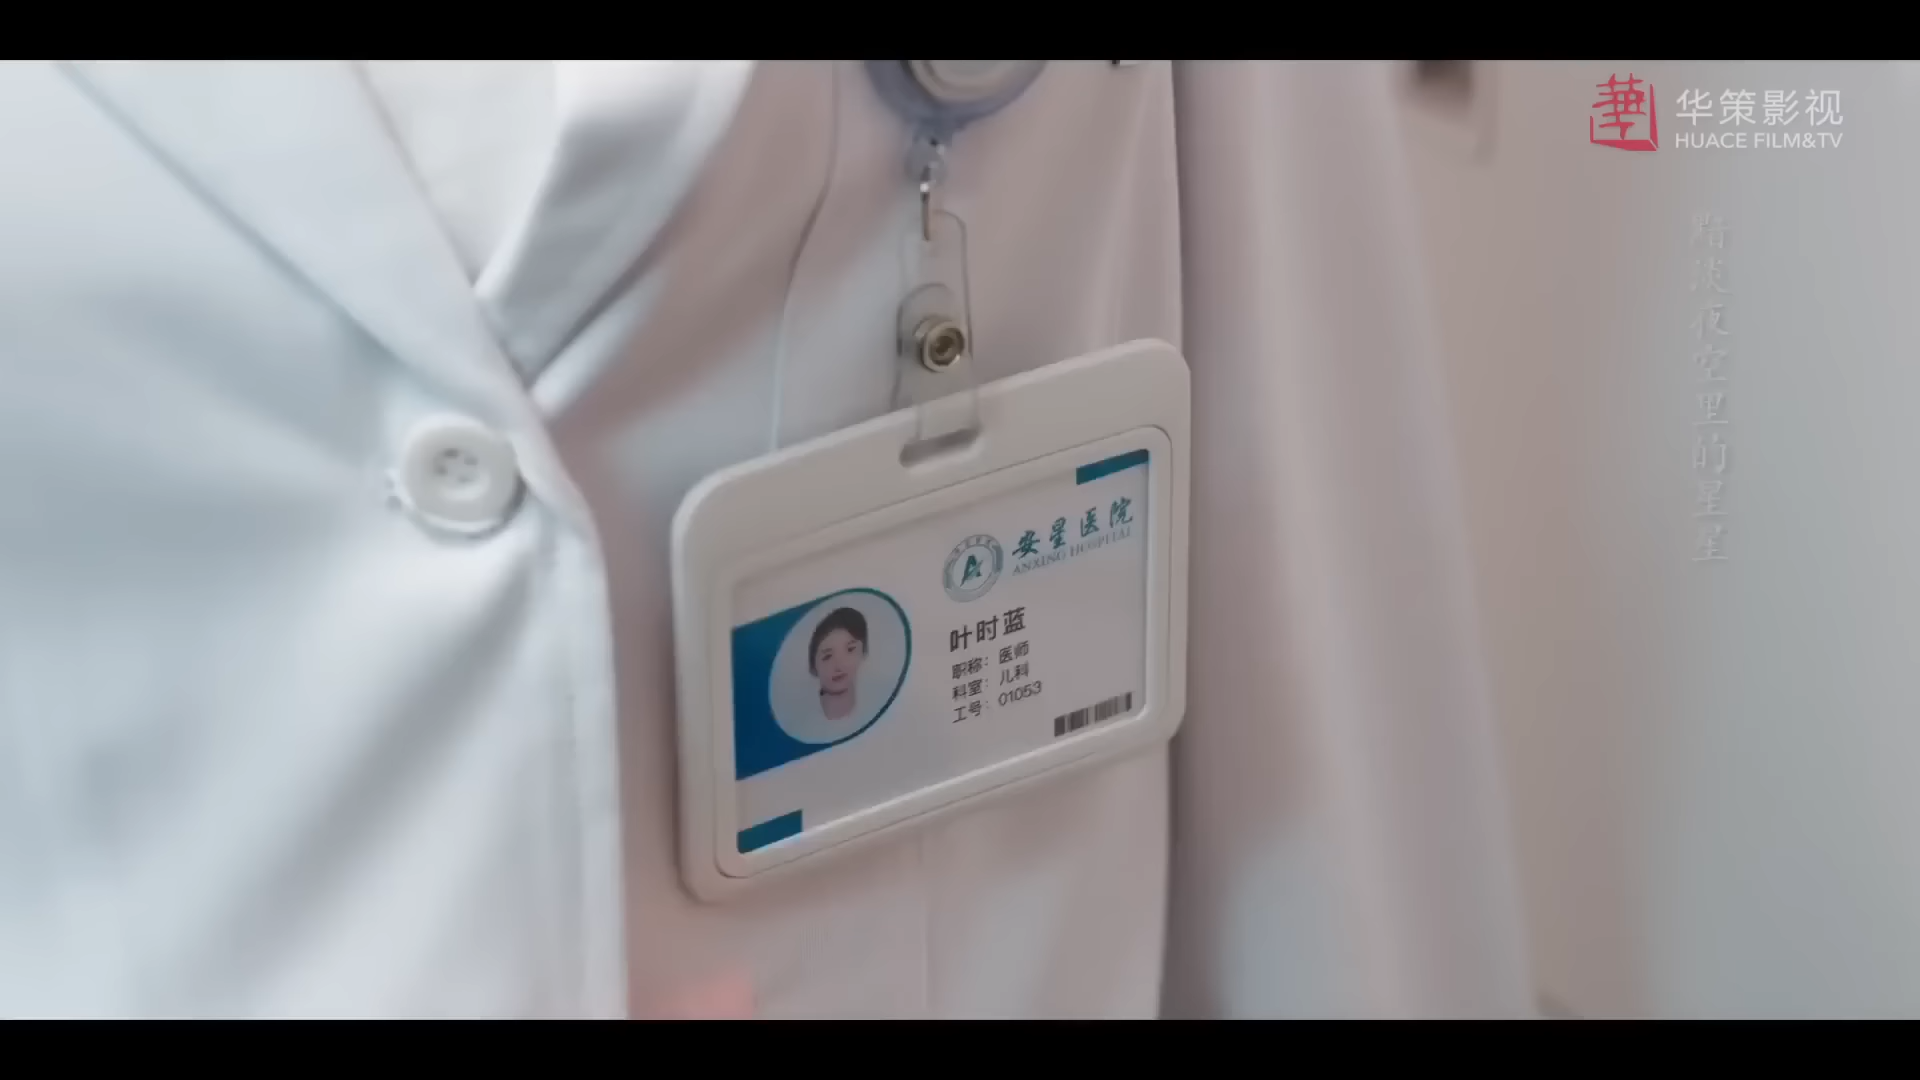 华策影视
HUACE FILM&TV
黯淡夜空里的星星
安星医院
ANXING HOSPITAL
叶时蓝
职称：医师
科室：儿科
工号：01053